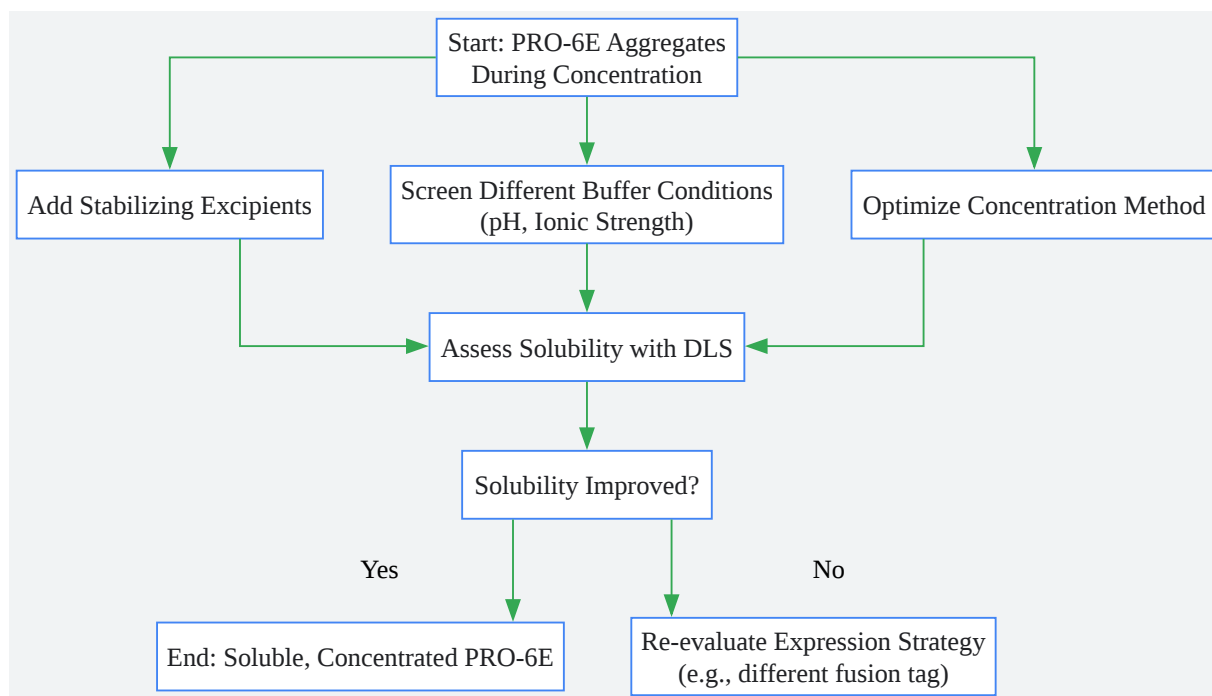 Start: PRO-6E Aggregates
During Concentration
Add Stabilizing Excipients
Screen Different Buffer Conditions
(pH, Ionic Strength)
Optimize Concentration Method
Assess Solubility with DLS
Solubility Improved?
Yes
No
End: Soluble, Concentrated PRO-6E
Re-evaluate Expression Strategy
(e.g., different fusion tag)